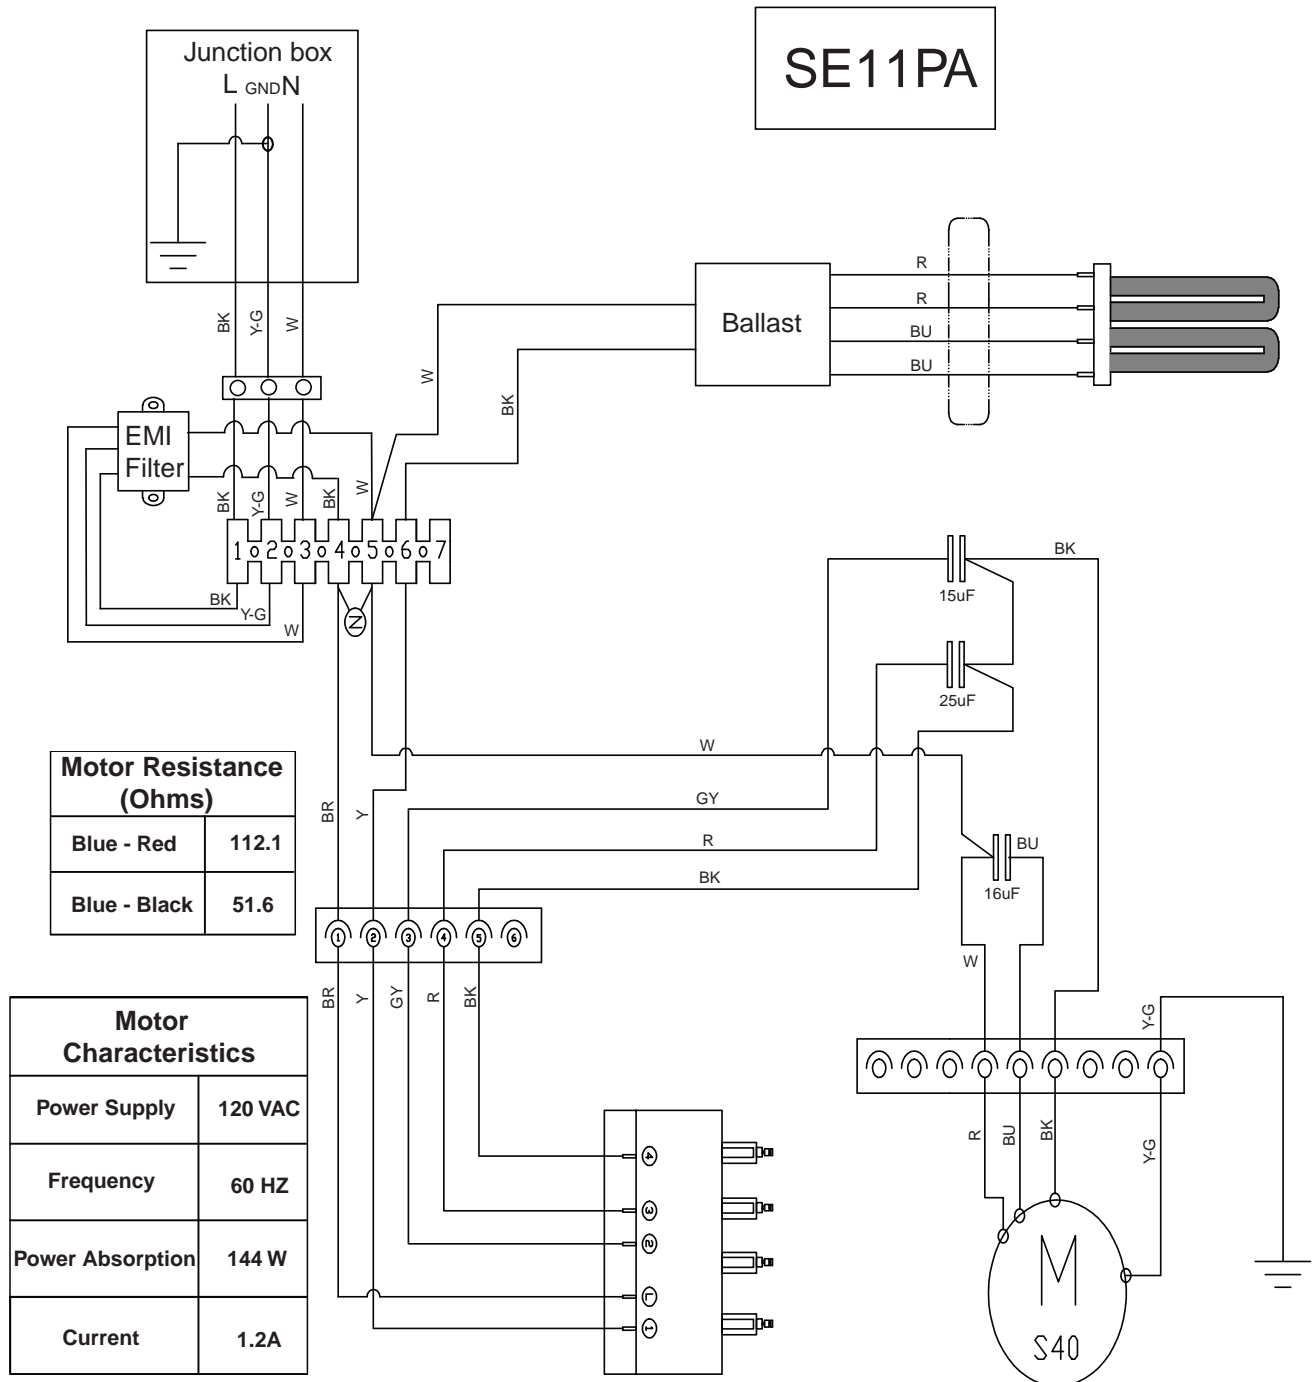 SE11PA
Junction box
L GND N
BK Y-G W
EMI
Filter
BK Y-G W BK W
1 2 3 4 5 6 7
BK
Y-G
W
N
W
BK
Ballast
R
R
BU
BU
15uF
BK
25uF
W
GY
R
BK
BR Y
16uF
BU
W
Motor Resistance
(Ohms)
Blue - Red 112.1
Blue - Black 51.6
1 2 3 4 5 6
BR Y GY R BK
Motor
Characteristics
Power Supply 120 VAC
Frequency 60 HZ
Power Absorption 144 W
Current 1.2A
4
3
2
L
1
Y-G
R BU BK Y-G
M
S40